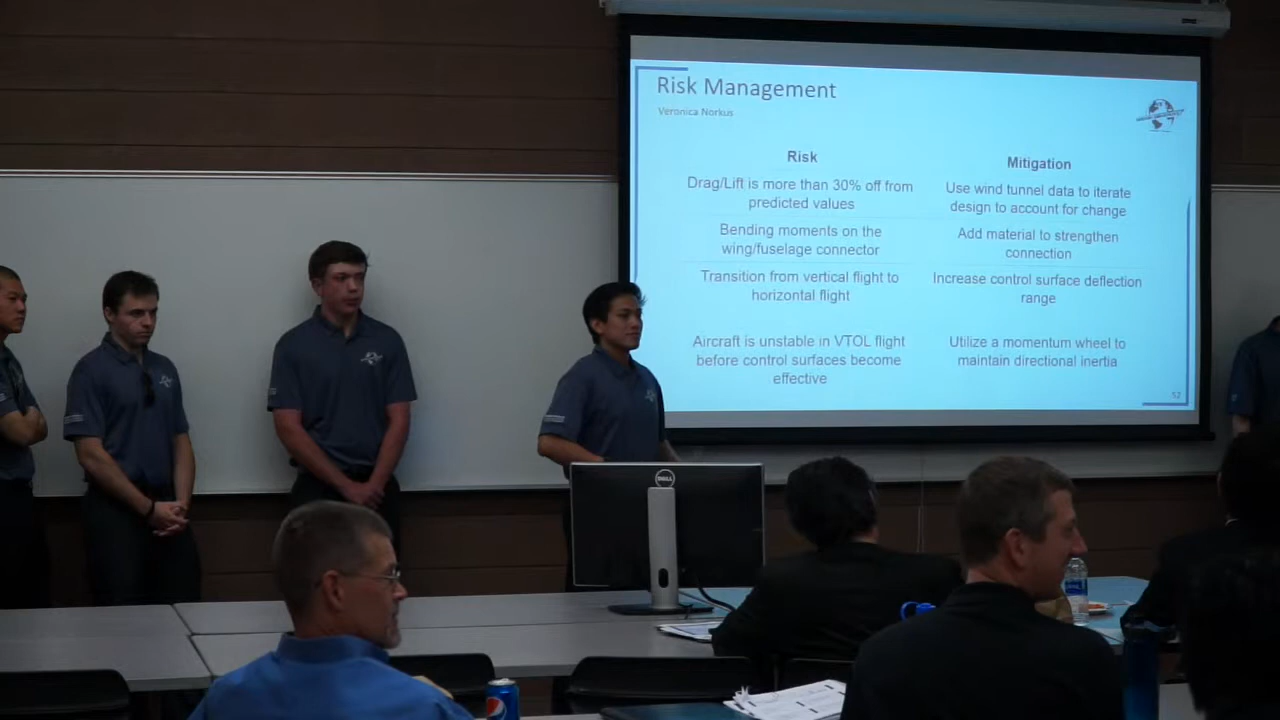 Risk Management
Veronica Norkus
Risk
Mitigation
Drag/Lift is more than 30% off from
predicted values
Use wind tunnel data to iterate
design to account for change
Bending moments on the
wing/fuselage connector
Add material to strengthen
connection
Transition from vertical flight to
horizontal flight
Increase control surface deflection
range
Aircraft is unstable in VTOL flight
before control surfaces become
effective
Utilize a momentum wheel to
maintain directional inertia
52
DELL